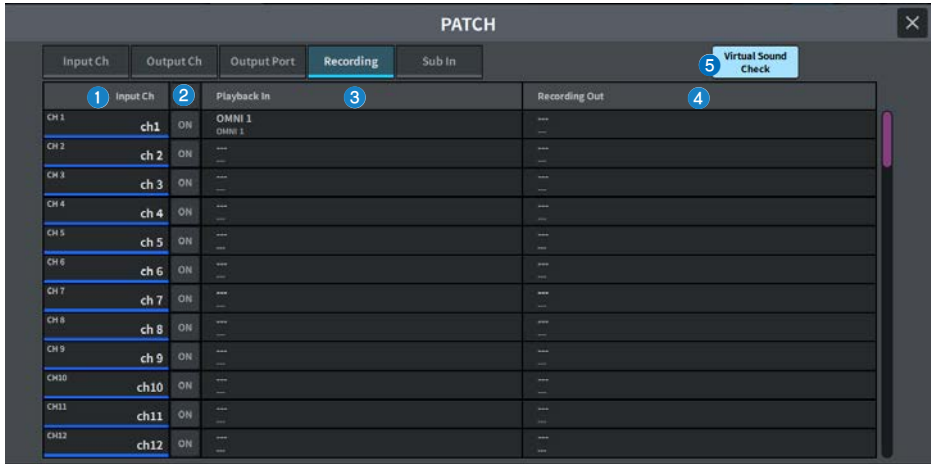 PATCH
Input Ch Output Ch Output Port Recording Sub In 5 Virtual Sound
Check
1 Input Ch 2 Playback In 3 Recording Out 4
CH 1 ch1 ON OMNI 1 ---
OMNI 1 ---
CH 2 ch 2 ON --- ---
--- ---
CH 3 ch 3 ON --- ---
--- ---
CH 4 ch 4 ON --- ---
--- ---
CH 5 ch 5 ON --- ---
--- ---
CH 6 ch 6 ON --- ---
--- ---
CH 7 ch 7 ON --- ---
--- ---
CH 8 ch 8 ON --- ---
--- ---
CH 9 ch 9 ON --- ---
--- ---
CH10 ch10 ON --- ---
--- ---
CH11 ch11 ON --- ---
--- ---
CH12 ch12 ON --- ---
--- ---